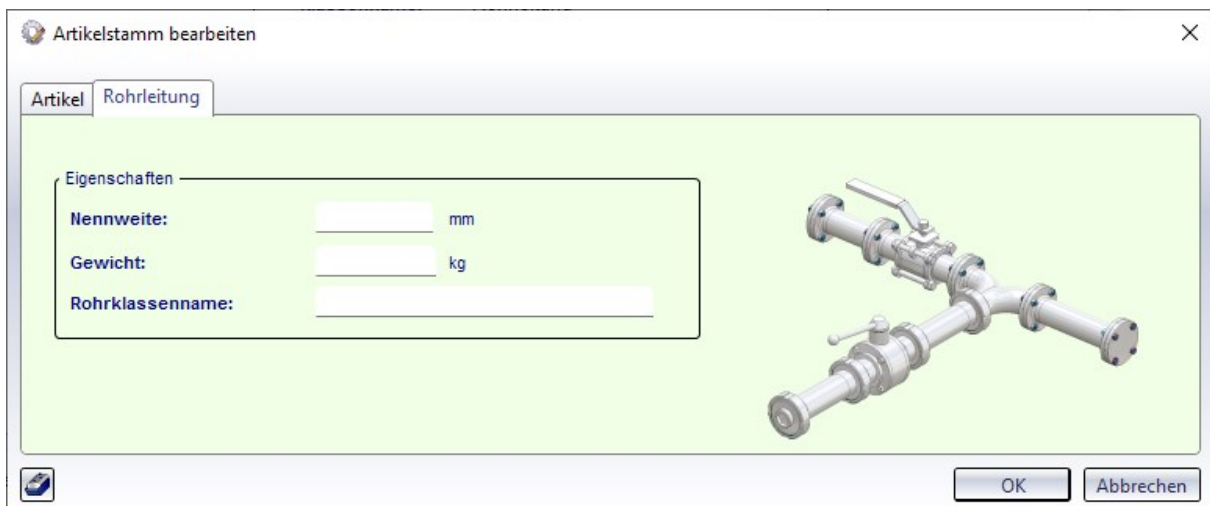 Artikelstamm bearbeiten
Artikel
Rohrleitung
Eigenschaften
Nennweite:
mm
Gewicht:
kg
Rohrklassenname:
OK
Abbrechen